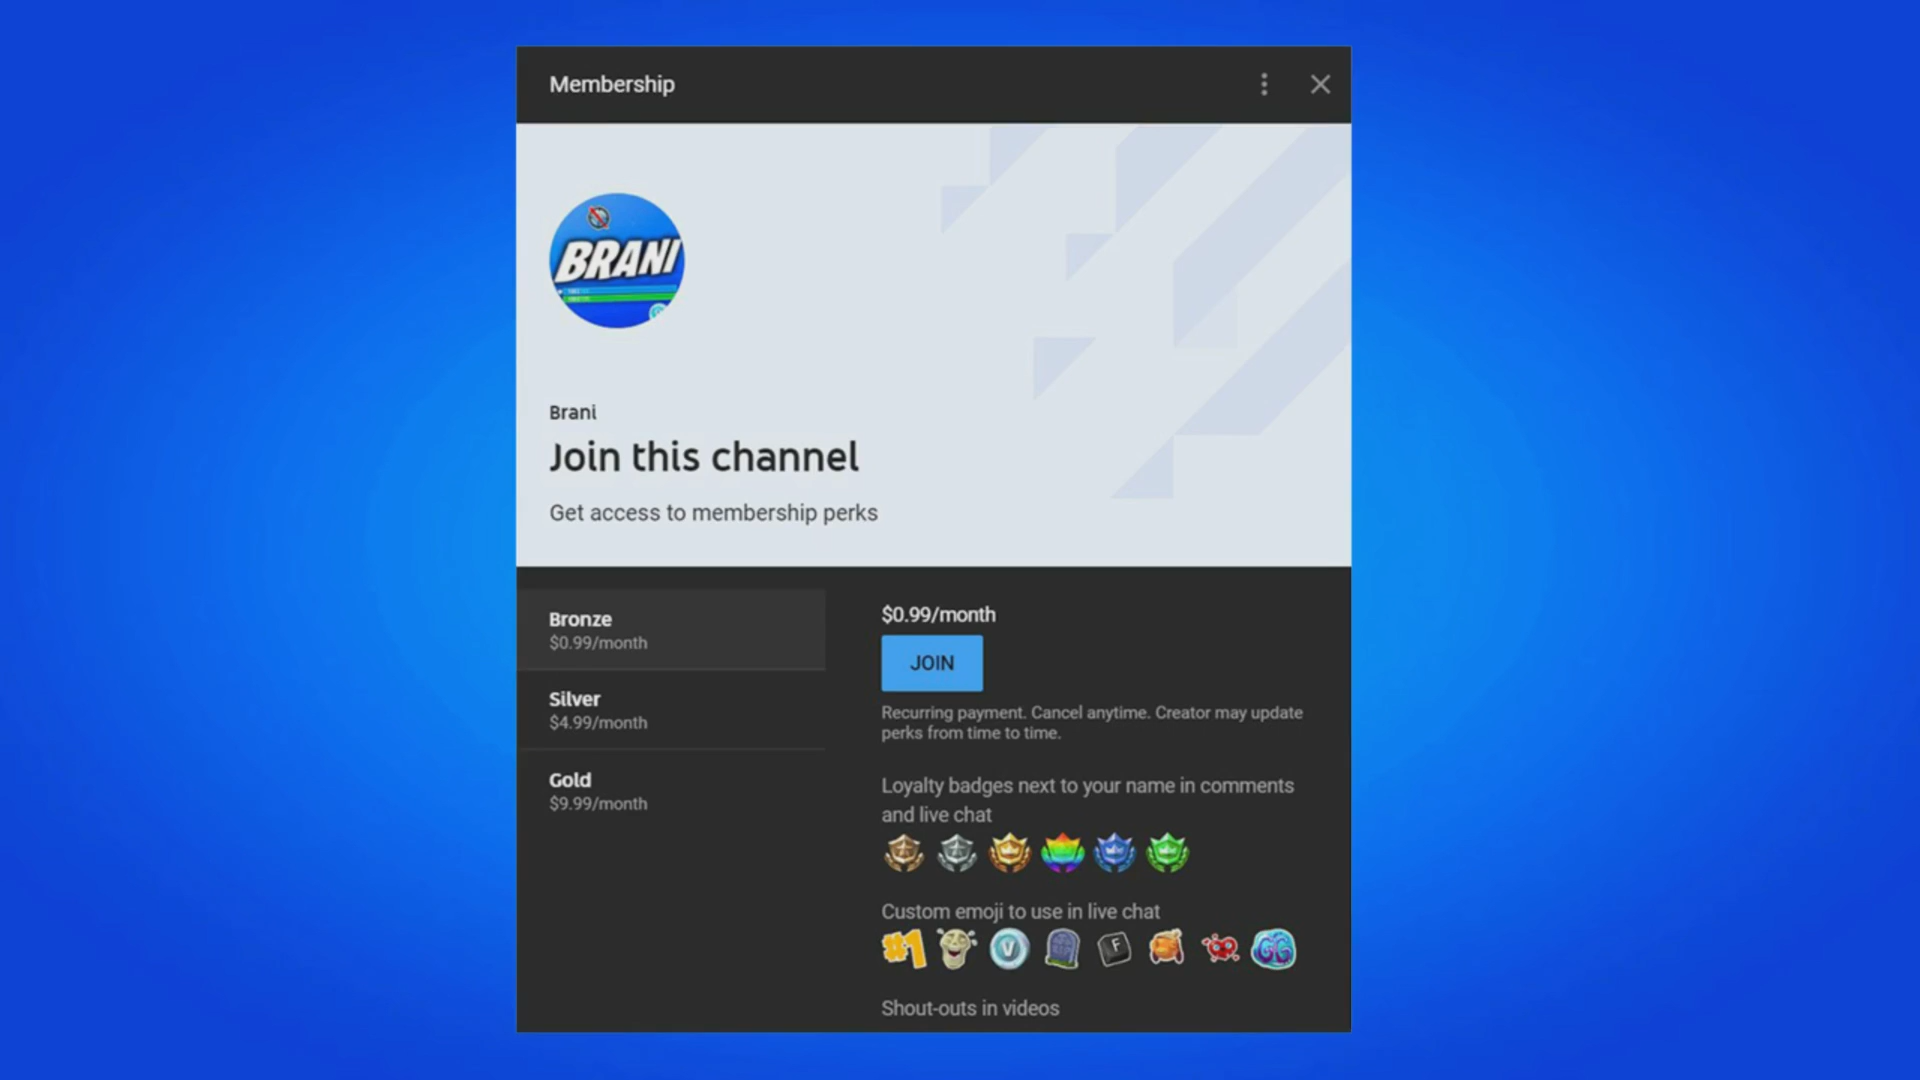 Membership
BRANI
Brani
Join this channel
Get access to membership perks
Bronze
$0.99/month
Silver
$4.99/month
Gold
$9.99/month
$0.99/month
JOIN
Recurring payment. Cancel anytime. Creator may update
perks from time to time.
Loyalty badges next to your name in comments
and live chat
Custom emoji to use in live chat
#1
V
F
GG
Shout-outs in videos